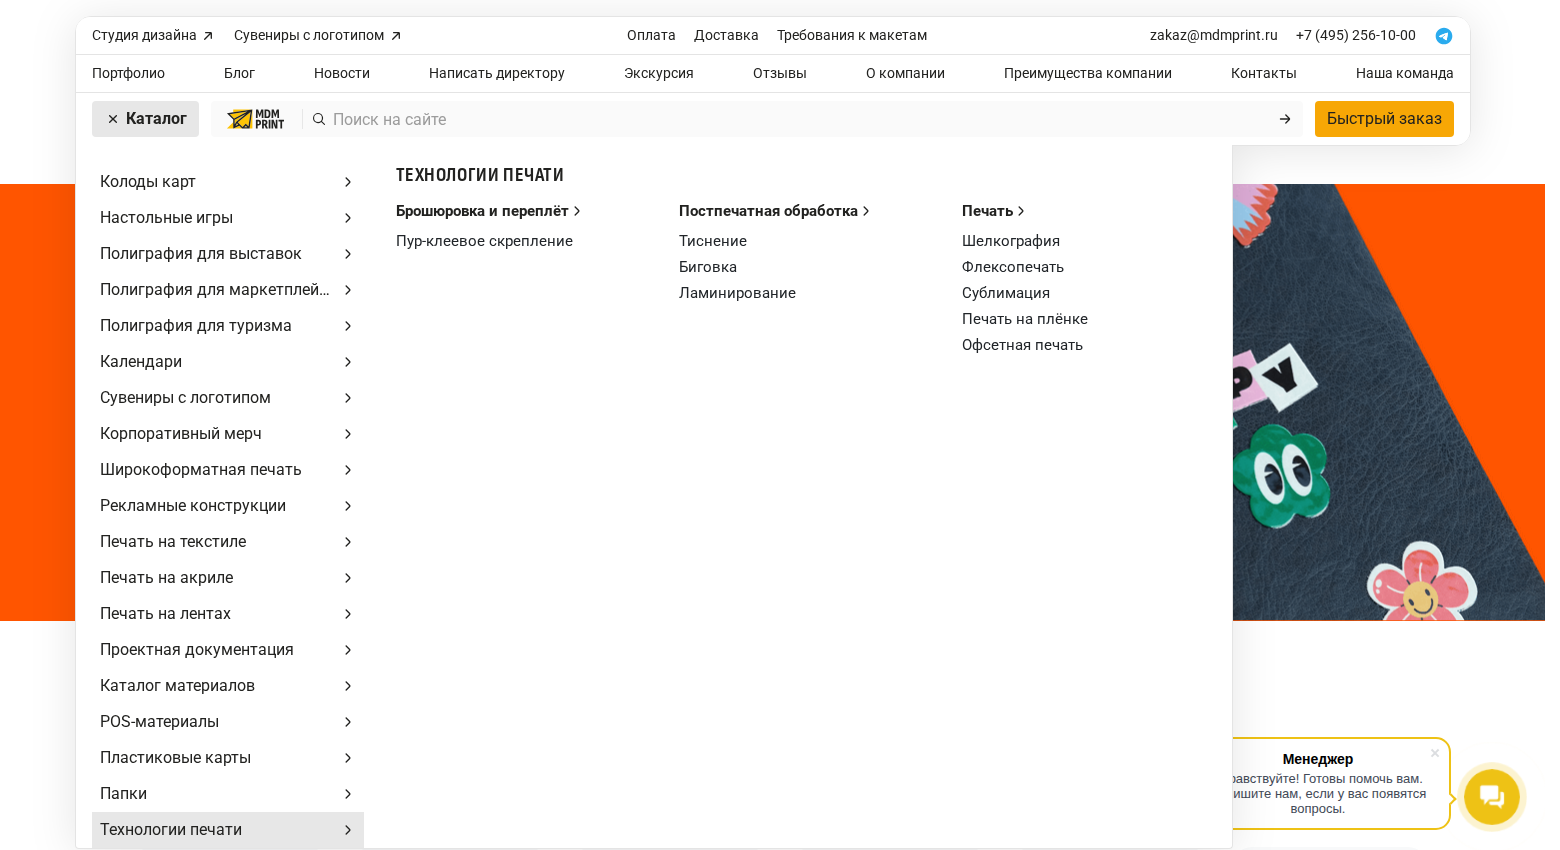 Студия дизайна
Сувениры с логотипом
Оплата
Доставка
Требования к макетам
zakaz@mdmprint.ru
+7 (495) 256-10-00
Портфолио
Блог
Новости
Написать директору
Экскурсия
Отзывы
О компании
Преимущества компании
Контакты
Наша команда
Каталог
MDM
PRINT
Поиск на сайте
Быстрый заказ
Колоды карт
Настольные игры
Полиграфия для выставок
Полиграфия для маркетплей...
Полиграфия для туризма
Календари
Сувениры с логотипом
Корпоративный мерч
Широкоформатная печать
Рекламные конструкции
Печать на текстиле
Печать на акриле
Печать на лентах
Проектная документация
Каталог материалов
POS-материалы
Пластиковые карты
Папки
Технологии печати
ТЕХНОЛОГИИ ПЕЧАТИ
Брошюровка и переплёт
Пур-клеевое скрепление
Постпечатная обработка
Тиснение
Биговка
Ламинирование
Печать
Шелкография
Флексопечать
Сублимация
Печать на плёнке
Офсетная печать
PY
Менеджер
равствуйте! Готовы помочь вам.
ишите нам, если у вас появятся
вопросы.